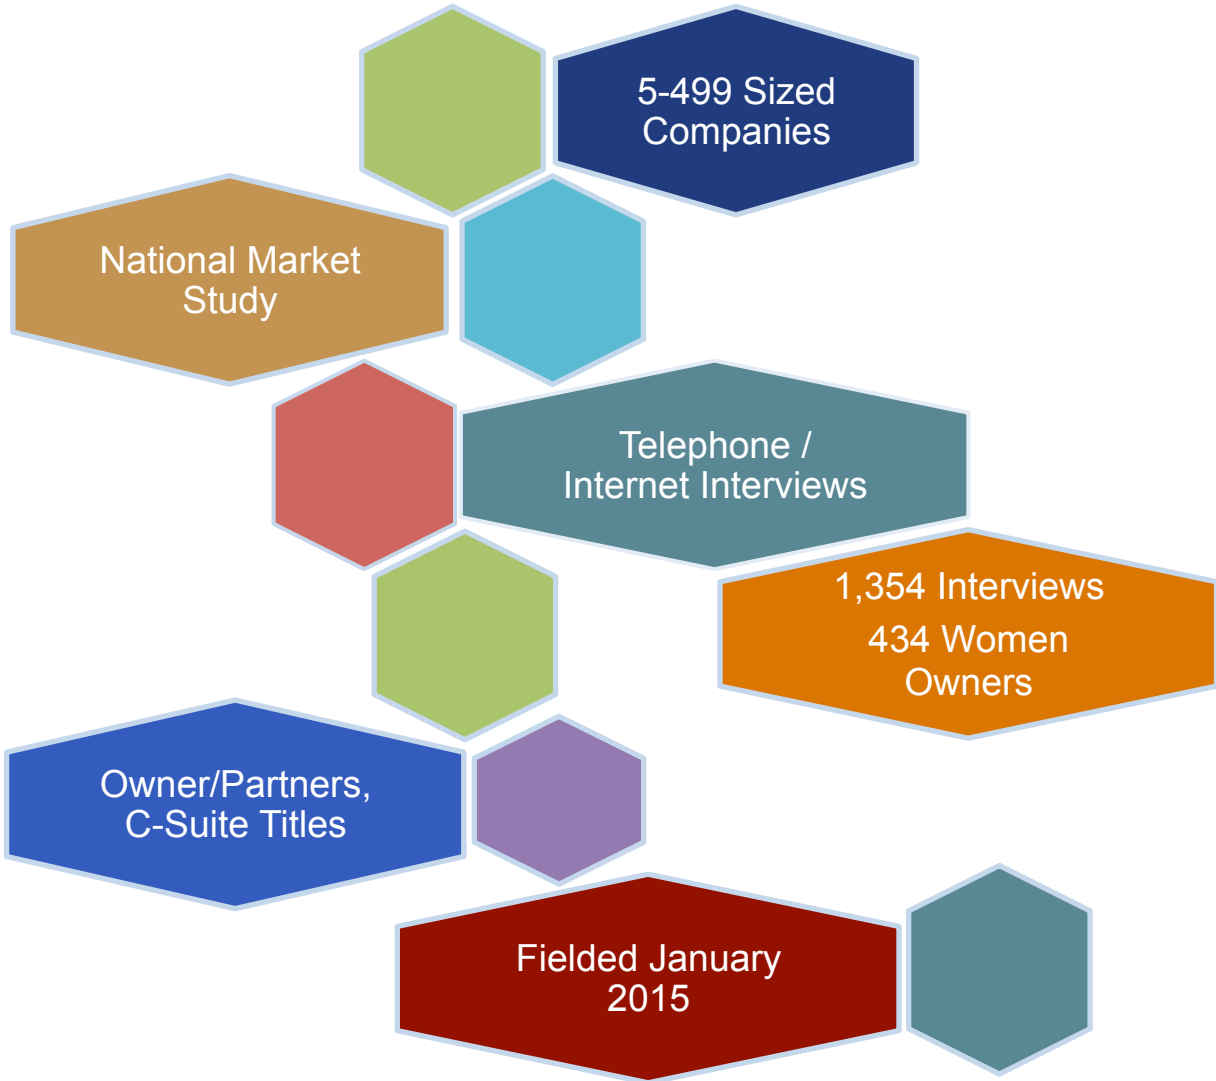 5-499 Sized
Companies
National Market
Study
Telephone /
Internet Interviews
1,354 Interviews
434 Women
Owners
Owner/Partners,
C-Suite Titles
Fielded January
2015